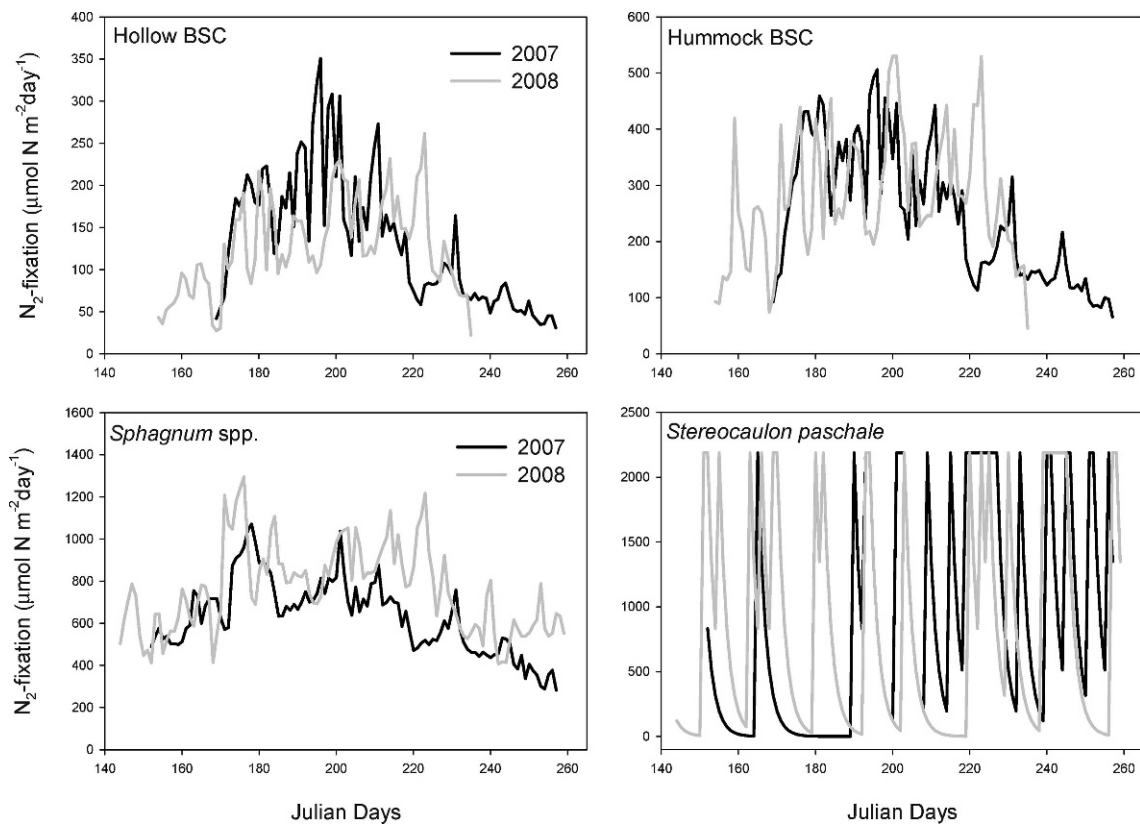 Hollow BSC
2007
2008
N₂-fixation (µmol N m⁻²day⁻¹)
400
350
300
250
200
150
100
50
0
140 160 180 200 220 240 260
Hummock BSC
600
500
400
300
200
100
0
140 160 180 200 220 240 260
Sphagnum spp.
2007
2008
N₂-fixation (µmol N m⁻²day⁻¹)
1600
1400
1200
1000
800
600
400
200
0
140 160 180 200 220 240 260
Julian Days
Stereocaulon paschale
2500
2000
1500
1000
500
0
140 160 180 200 220 240 260
Julian Days